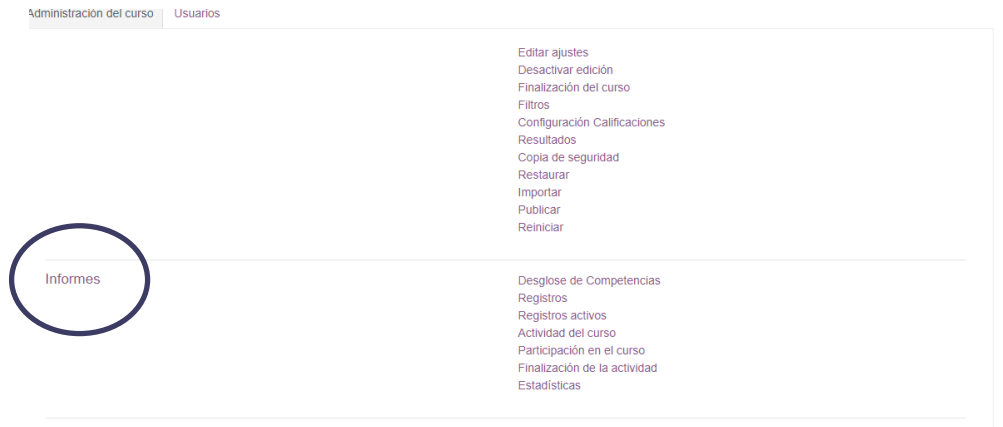 Administración del curso Usuarios
Editar ajustes
Desactivar edición
Finalización del curso
Filtros
Configuración Calificaciones
Resultados
Copia de seguridad
Restaurar
Importar
Publicar
Reiniciar
Informes
Desglose de Competencias
Registros
Registros activos
Actividad del curso
Participación en el curso
Finalización de la actividad
Estadísticas